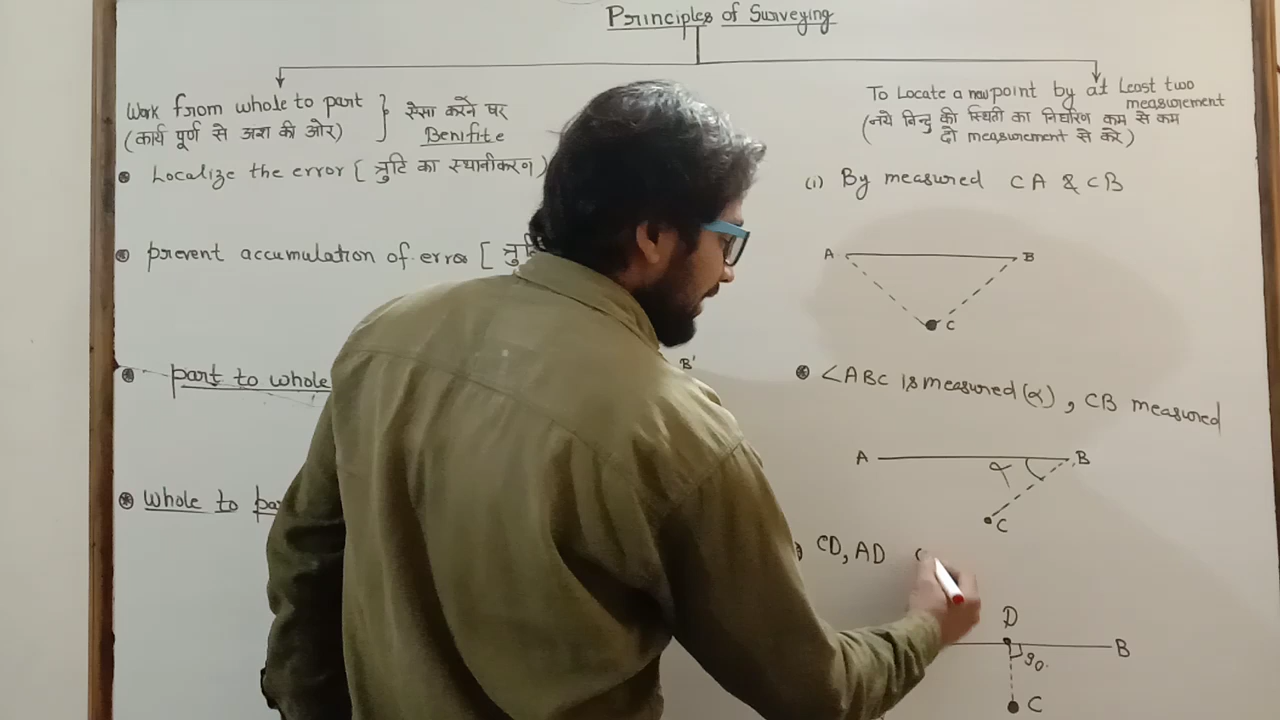 Principles of Surveying
Work from whole to part
(कार्य पूर्ण से अंश की ओर)
ऐसा करने पर
Benifite
Localize the error [ त्रुटि का स्थानीकरण )
prevent accumulation of error [
part to whole
B'
whole to
To Locate a new point by at Least two
measurement
(नये बिन्दु की स्थिती का निर्धारण कम से कम
दो measurement से करे)
(i) By measured CA & CB
A B
C
∠ABC is measured (α), CB measured
A α B
C
CD, AD
D
B
90
C